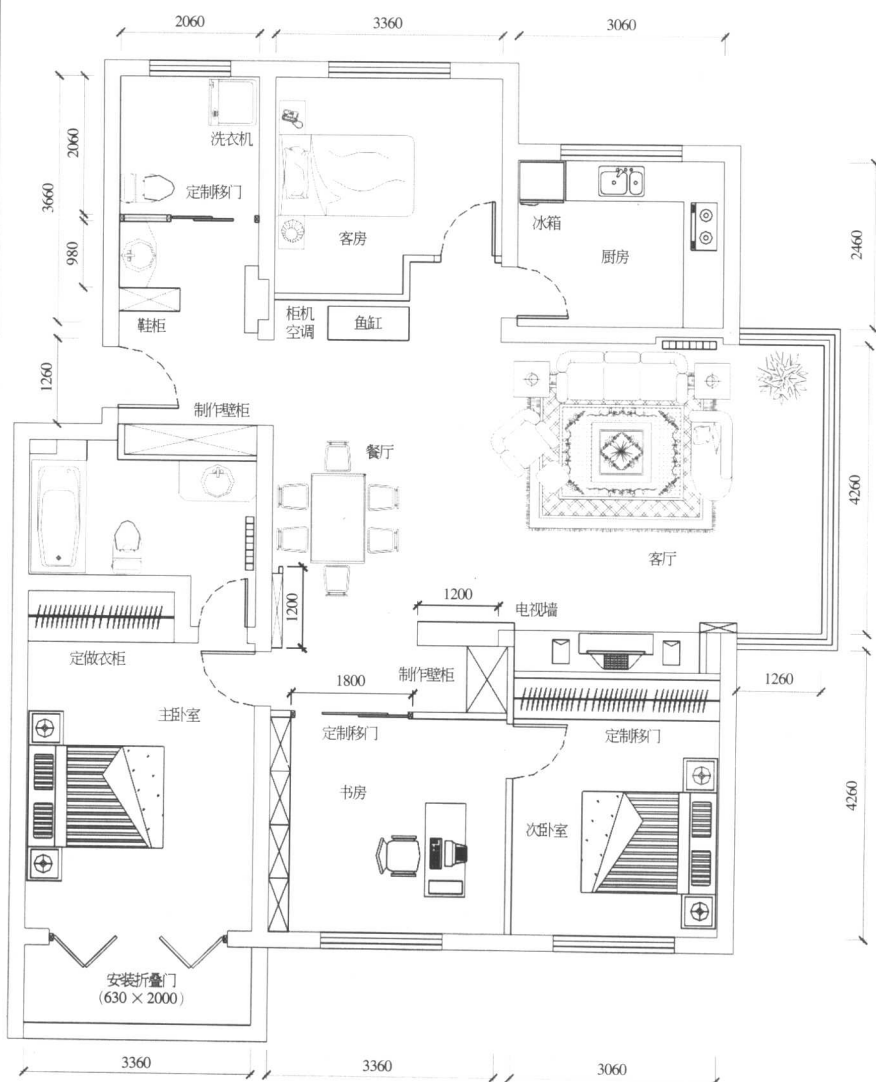 2060
3360
3060
2060
3660
980
1260
洗衣机
定制移门
客房
冰箱
厨房
2460
鞋柜
柜机
空调
鱼缸
制作壁柜
餐厅
客厅
4260
1200
1200
电视墙
定做衣柜
制作壁柜
1800
1260
主卧室
定制移门
定制移门
书房
次卧室
4260
安装折叠门
(630 × 2000)
3360
3360
3060